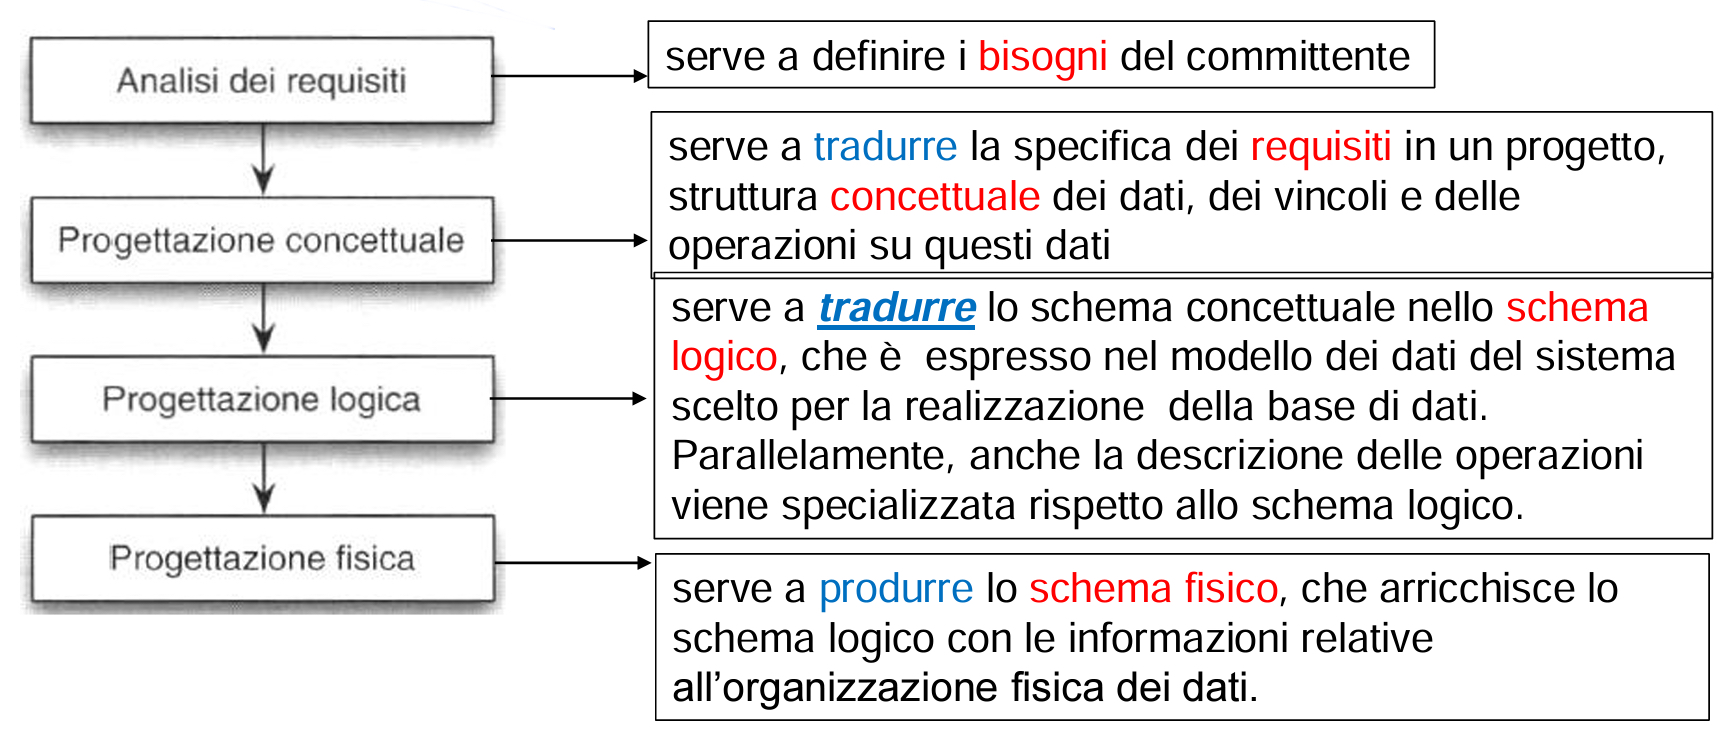 Analisi dei requisiti
serve a definire i bisogni del committente
Progettazione concettuale
serve a tradurre la specifica dei requisiti in un progetto,
struttura concettuale dei dati, dei vincoli e delle
operazioni su questi dati
Progettazione logica
serve a tradurre lo schema concettuale nello schema
logico, che è espresso nel modello dei dati del sistema
scelto per la realizzazione della base di dati.
Parallelamente, anche la descrizione delle operazioni
viene specializzata rispetto allo schema logico.
Progettazione fisica
serve a produrre lo schema fisico, che arricchisce lo
schema logico con le informazioni relative
all’organizzazione fisica dei dati.